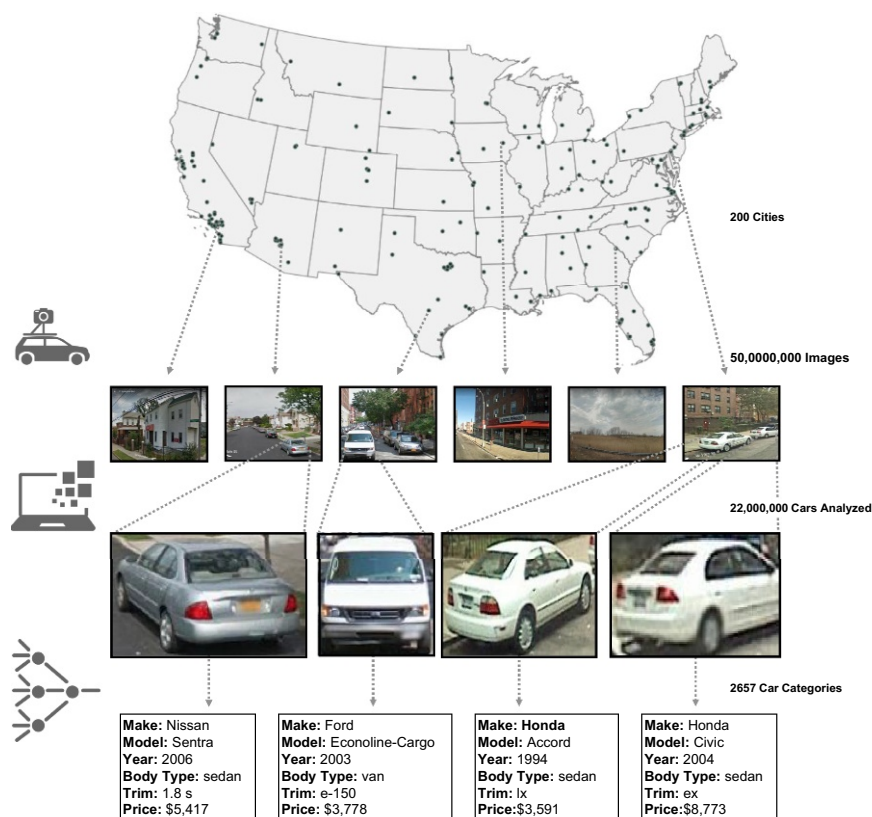 200 Cities
50,0000,000 Images
22,000,000 Cars Analyzed
2657 Car Categories
Make: Nissan
Model: Sentra
Year: 2006
Body Type: sedan
Trim: 1.8 s
Price: $5,417
Make: Ford
Model: Econoline-Cargo
Year: 2003
Body Type: van
Trim: e-150
Price: $3,778
Make: Honda
Model: Accord
Year: 1994
Body Type: sedan
Trim: lx
Price:$3,591
Make: Honda
Model: Civic
Year: 2004
Body Type: sedan
Trim: ex
Price:$8,773